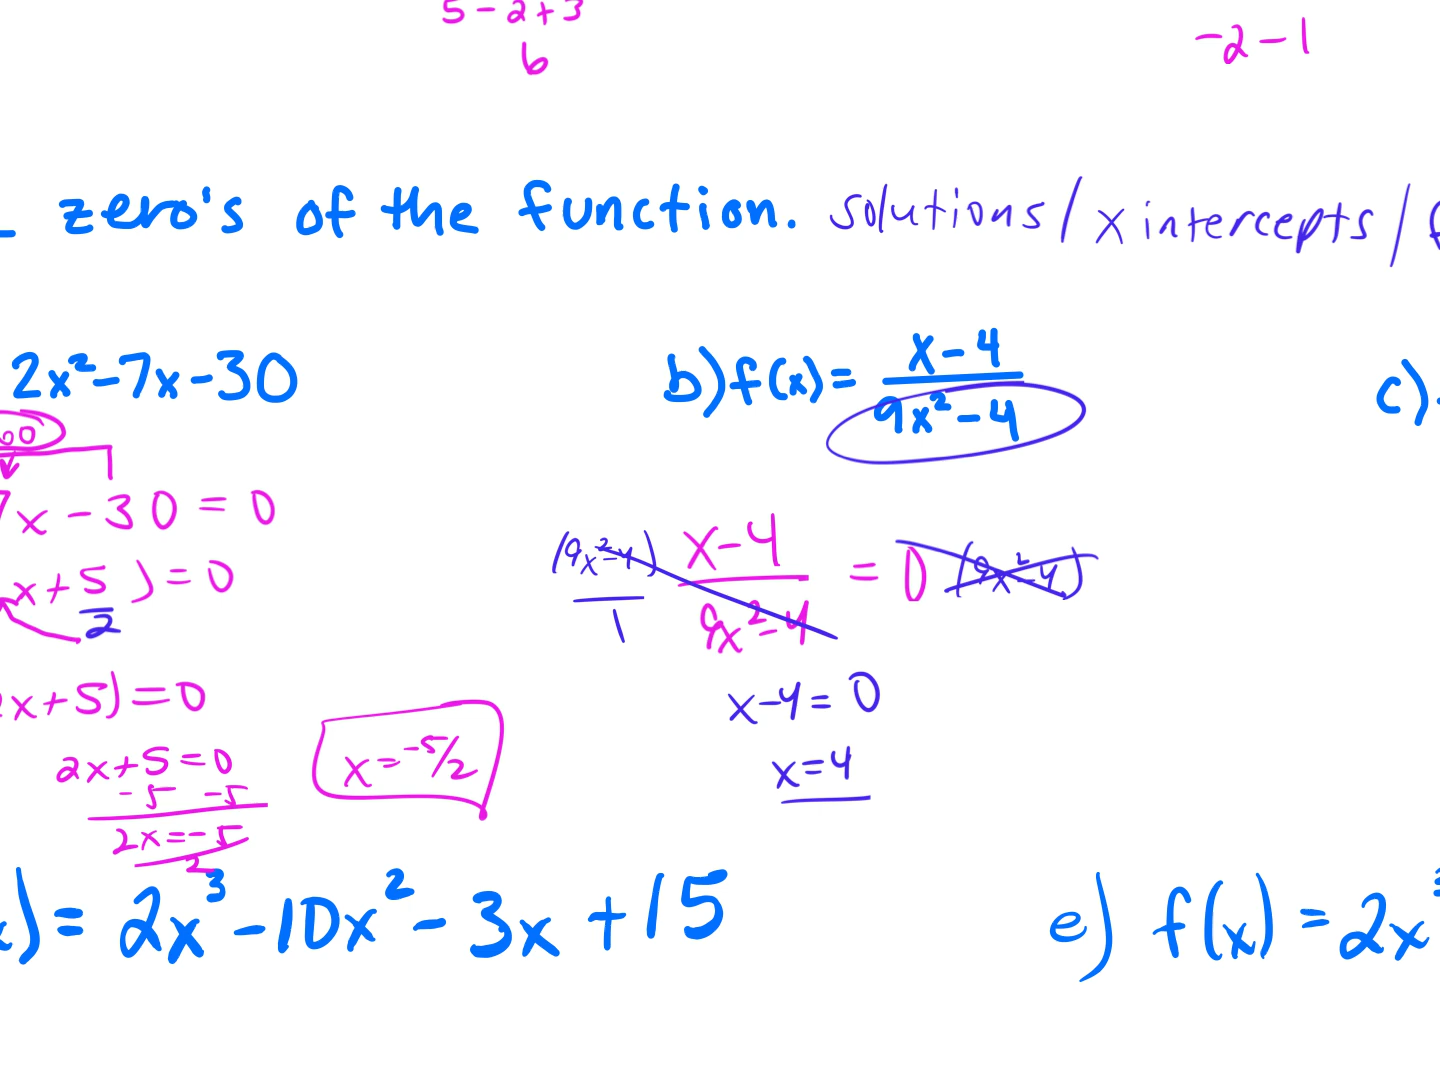 5 - 2 + 3
6
-2 - 1
zero's of the function. solutions / x intercepts /
2x² - 7x - 30
b) f(x) = (x - 4)/(9x² - 4)
c)
x - 30 = 0
x + 5/2) = 0
x + 5) = 0
2x + 5 = 0
- 5 - 5
2x = -5
2
x = -5/2
(9x² - 4)/1 (x - 4)/(9x² - 4) = 0 (9x² - 4)
x - 4 = 0
x = 4
x) = 2x³ - 10x² - 3x + 15
e) f(x) = 2x³